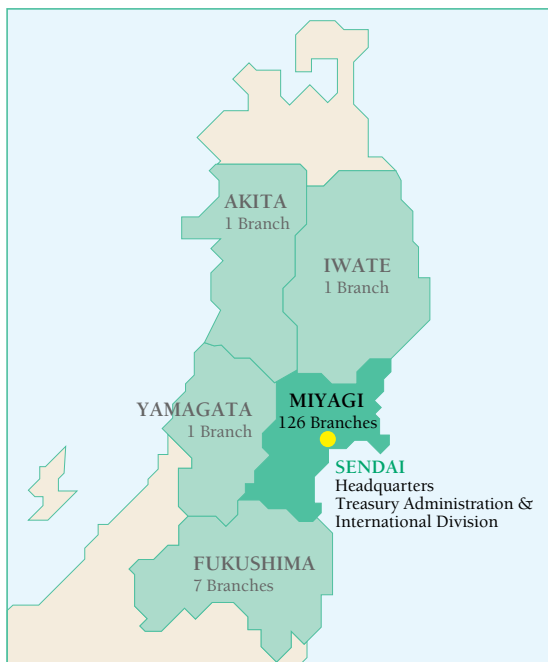 AKITA
1 Branch
IWATE
1 Branch
MIYAGI
126 Branches
YAMAGATA
1 Branch
SENDAI
Headquarters
Treasury Administration &
International Division
FUKUSHIMA
7 Branches